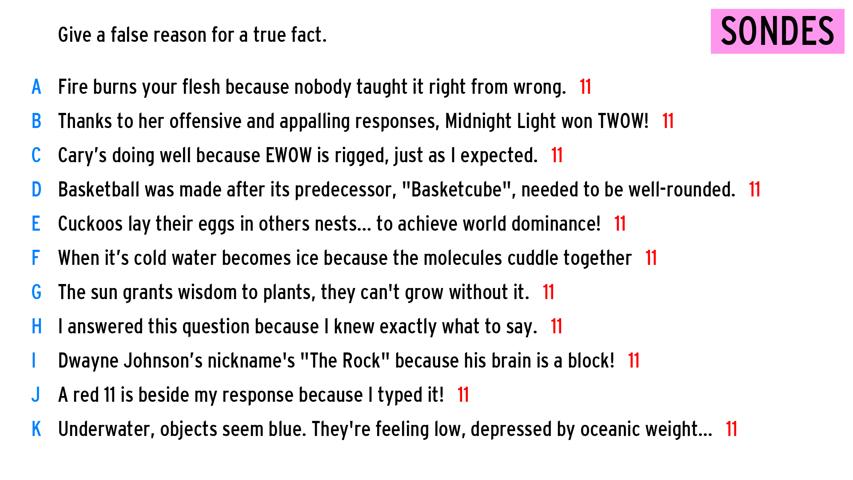 SONDES
Give a false reason for a true fact.
A Fire burns your flesh because nobody taught it right from wrong. 11
B Thanks to her offensive and appalling responses, Midnight Light won TWOW! 11
C Cary’s doing well because EWOW is rigged, just as I expected. 11
D Basketball was made after its predecessor, "Basketcube", needed to be well-rounded. 11
E Cuckoos lay their eggs in others nests... to achieve world dominance! 11
F When it’s cold water becomes ice because the molecules cuddle together 11
G The sun grants wisdom to plants, they can't grow without it. 11
H I answered this question because I knew exactly what to say. 11
I Dwayne Johnson’s nickname's "The Rock" because his brain is a block! 11
J A red 11 is beside my response because I typed it! 11
K Underwater, objects seem blue. They're feeling low, depressed by oceanic weight... 11